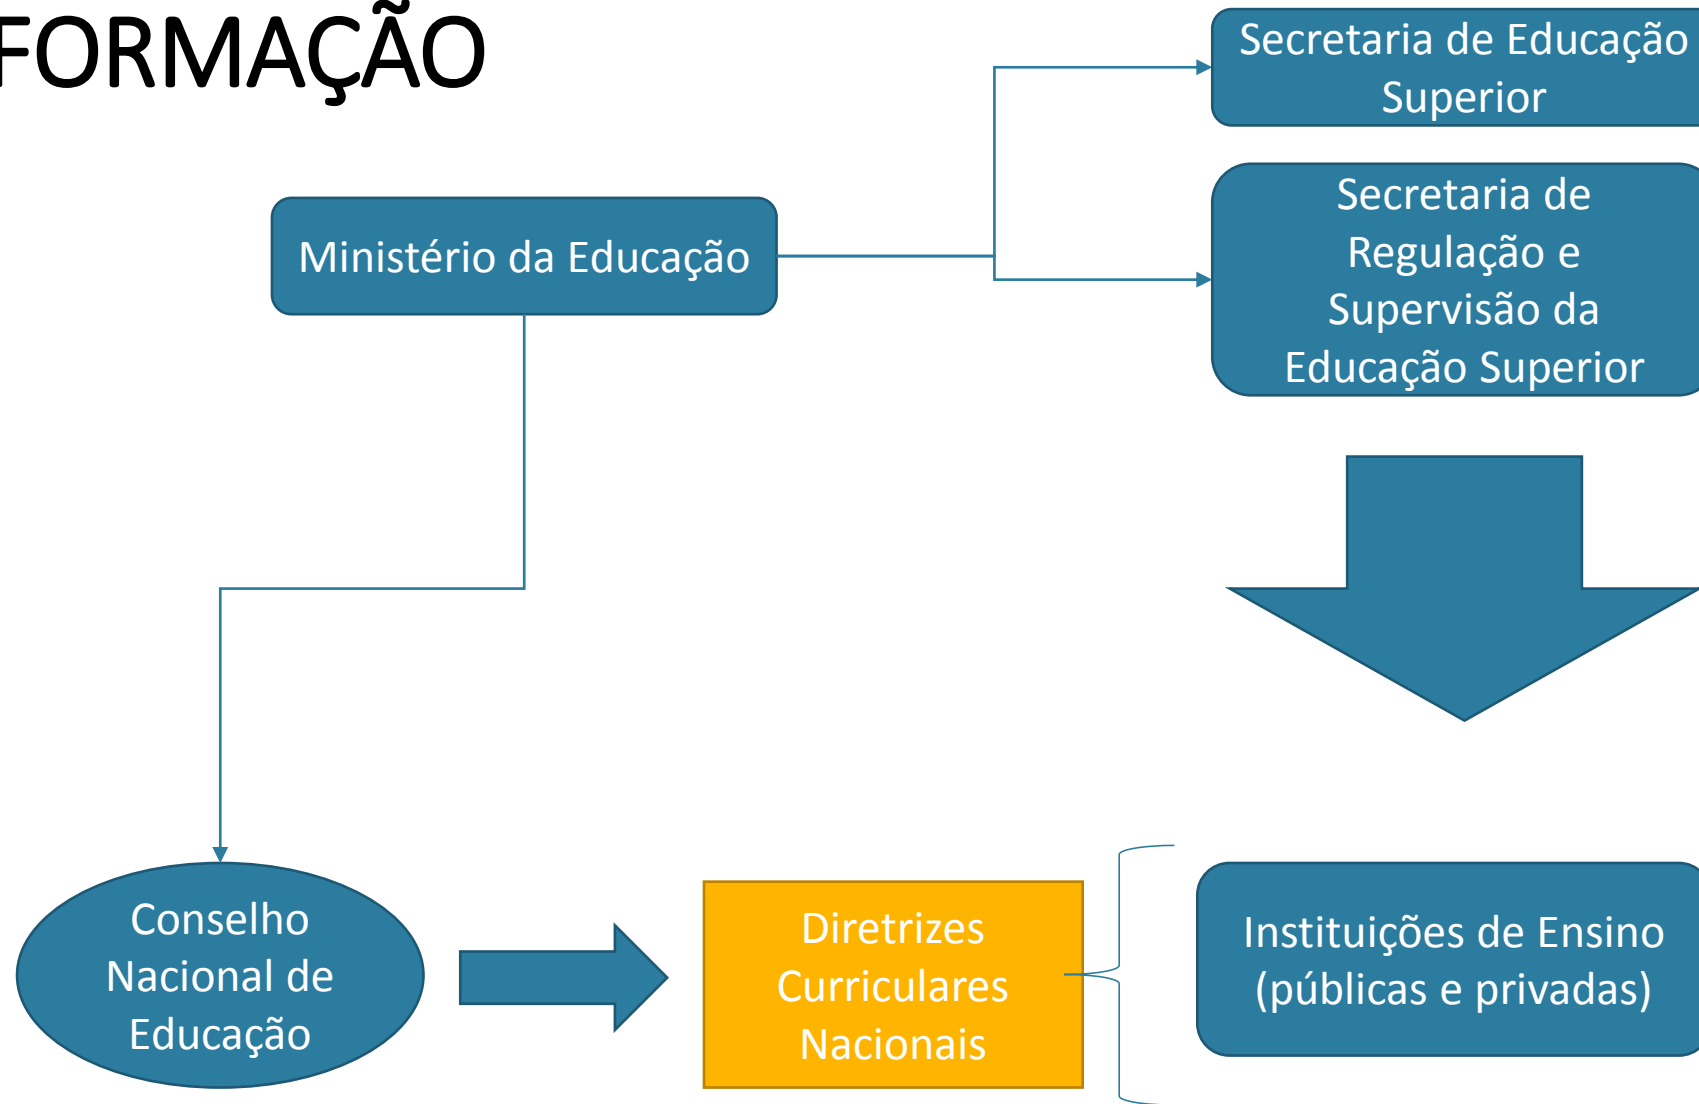 FORMAÇÃO
Secretaria de Educação
Superior
Ministério da Educação
Secretaria de
Regulação e
Supervisão da
Educação Superior
Conselho
Nacional de
Educação
Diretrizes
Curriculares
Nacionais
Instituições de Ensino
(públicas e privadas)